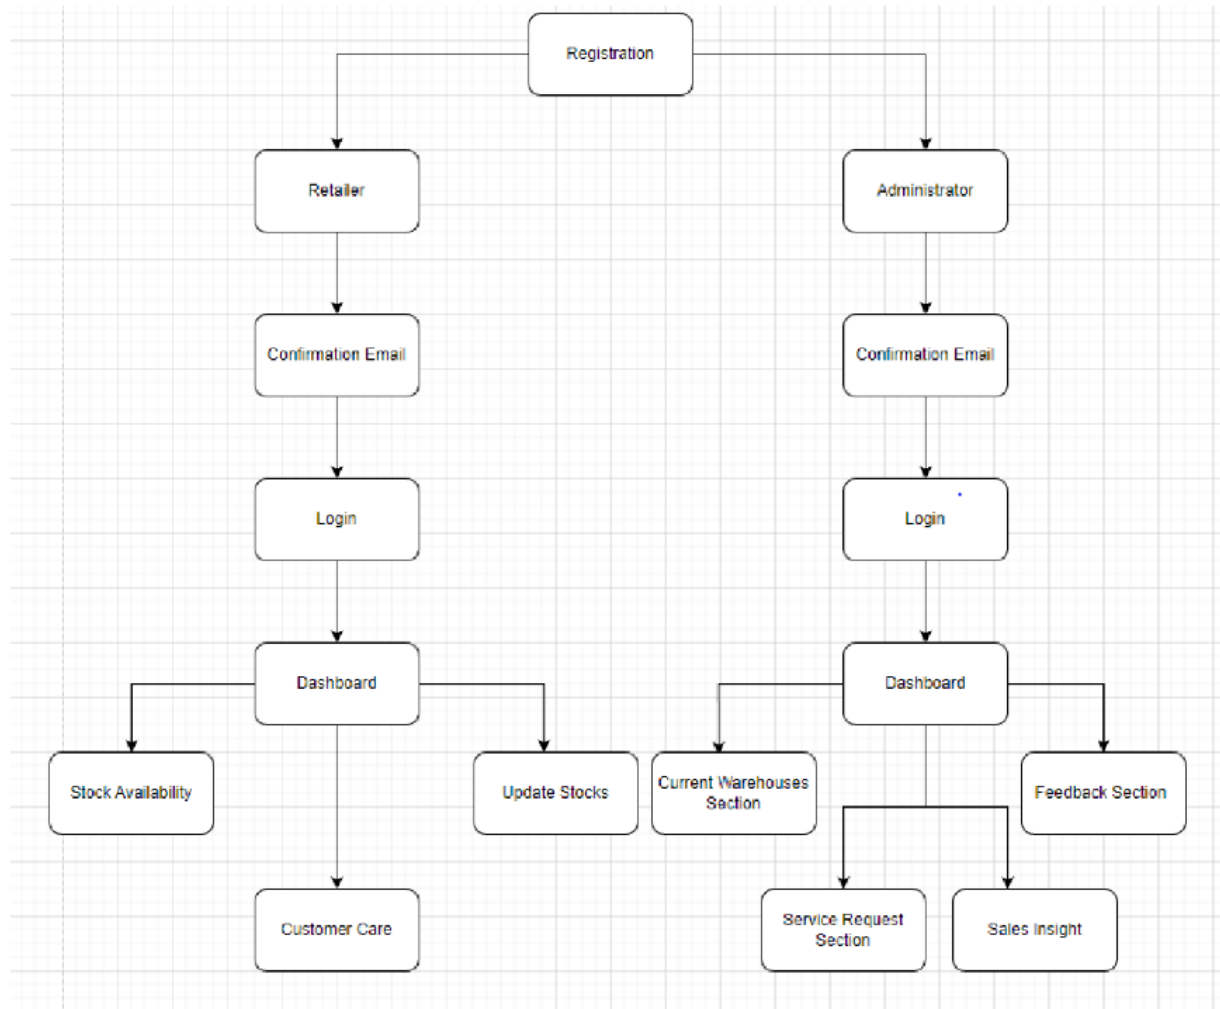 Registration
Retailer
Administrator
Confirmation Email
Confirmation Email
Login
Login
Dashboard
Dashboard
Stock Availability
Update Stocks
Current Warehouses
Section
Feedback Section
Customer Care
Service Request
Section
Sales Insight